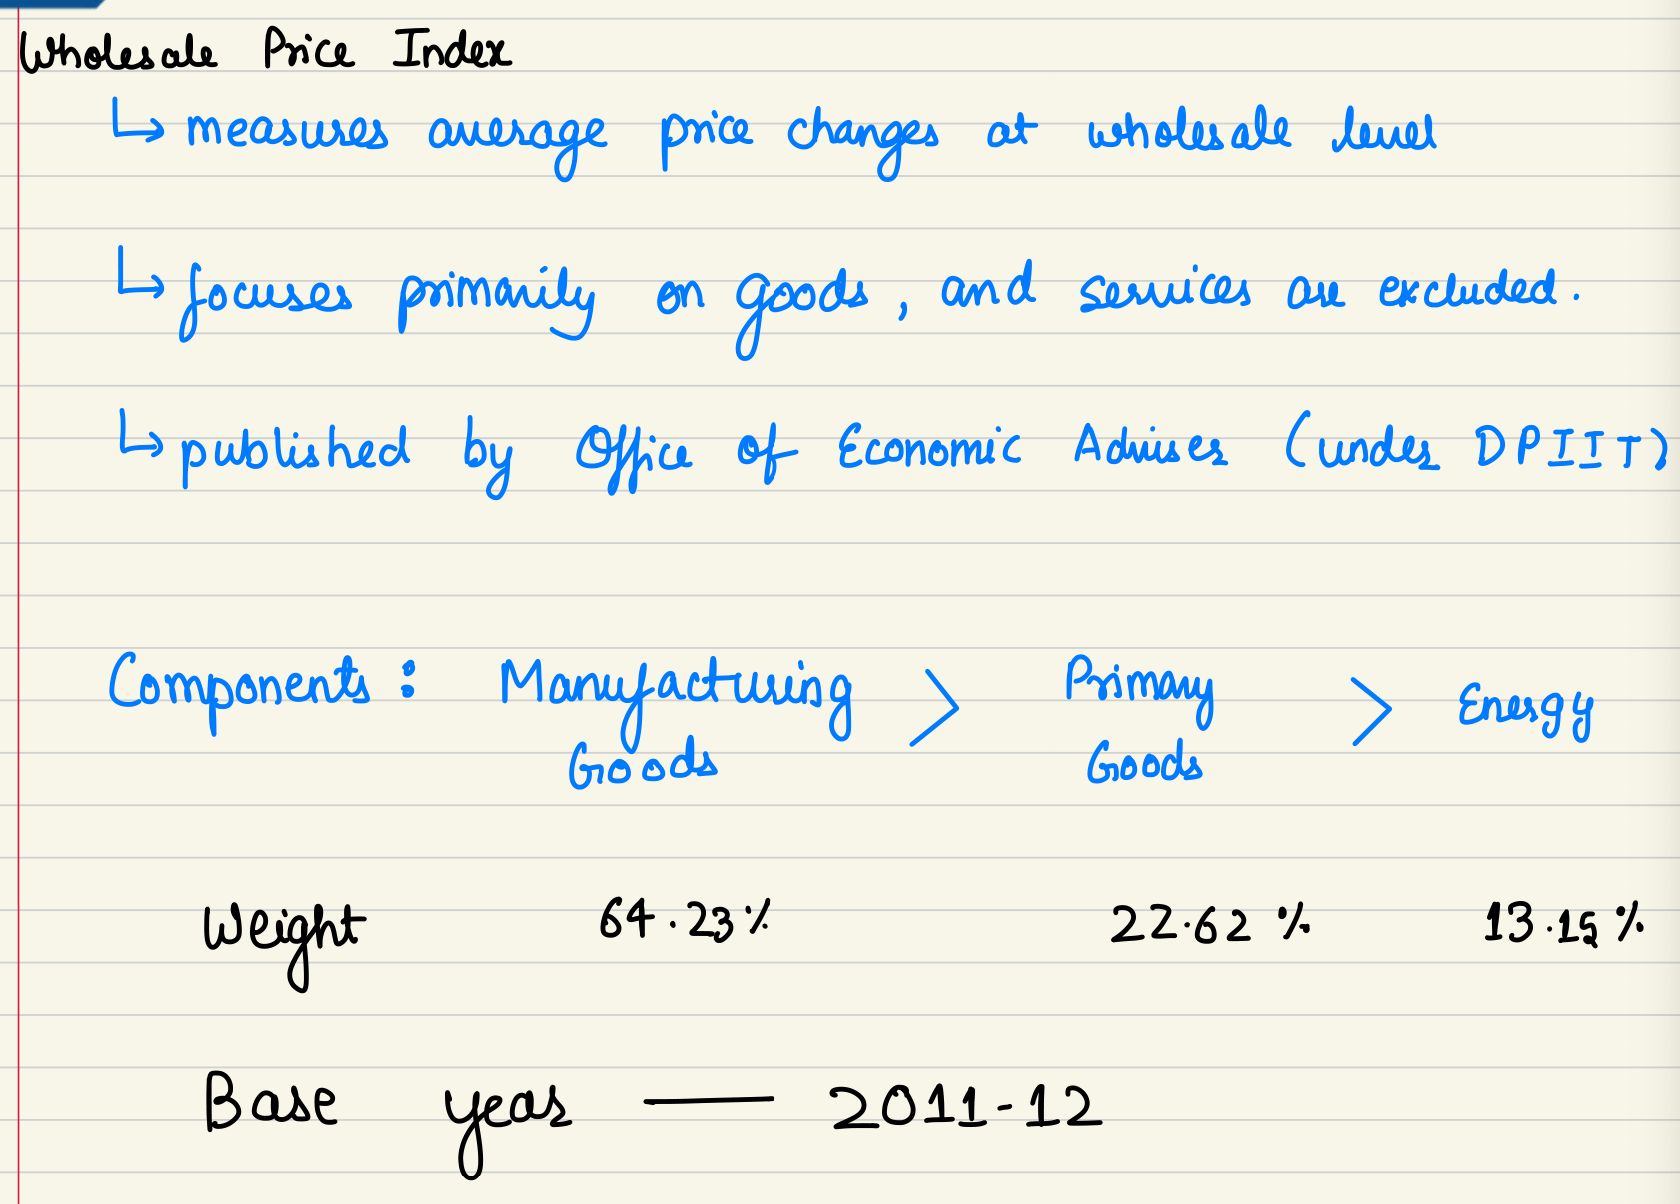 Wholesale Price Index
↳ measures average price changes at wholesale level
↳ focuses primarily on goods, and services are excluded.
↳ published by Office of Economic Adviser (under DPIIT)
Components : Manufacturing Goods > Primary Goods > Energy
Weight 64.23% 22.62% 13.15%
Base year — 2011-12